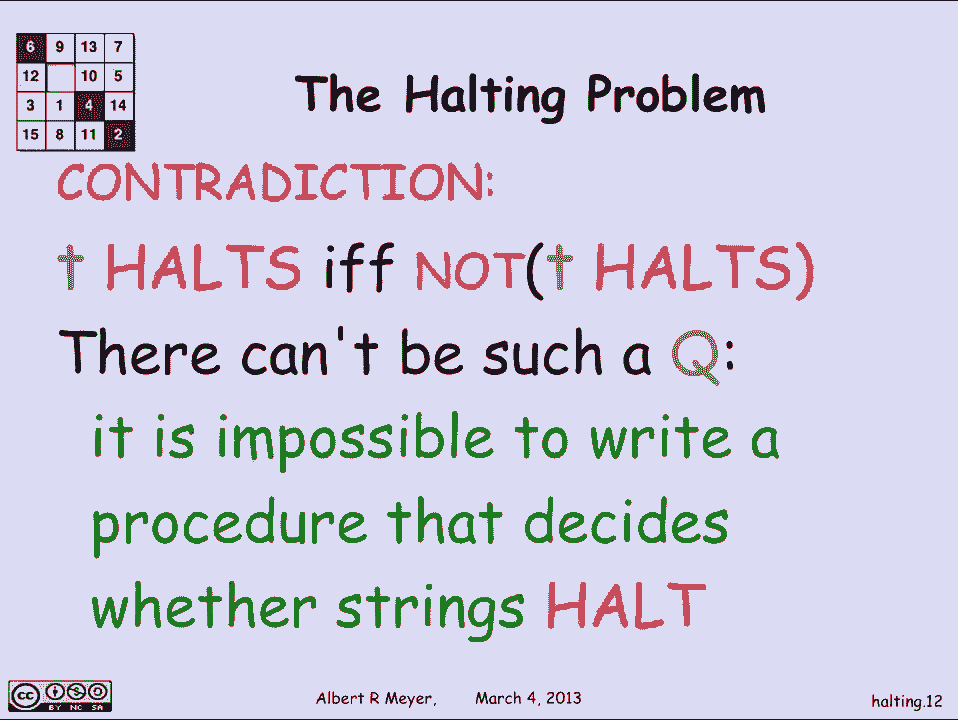 6 9 13 7
12 10 5
3 1 4 14
15 8 11 2
The Halting Problem
CONTRADICTION:
t HALTS iff NOT(t HALTS)
There can't be such a Q:
it is impossible to write a
procedure that decides
whether strings HALT
cc BY NC SA
Albert R Meyer, March 4, 2013
halting.12